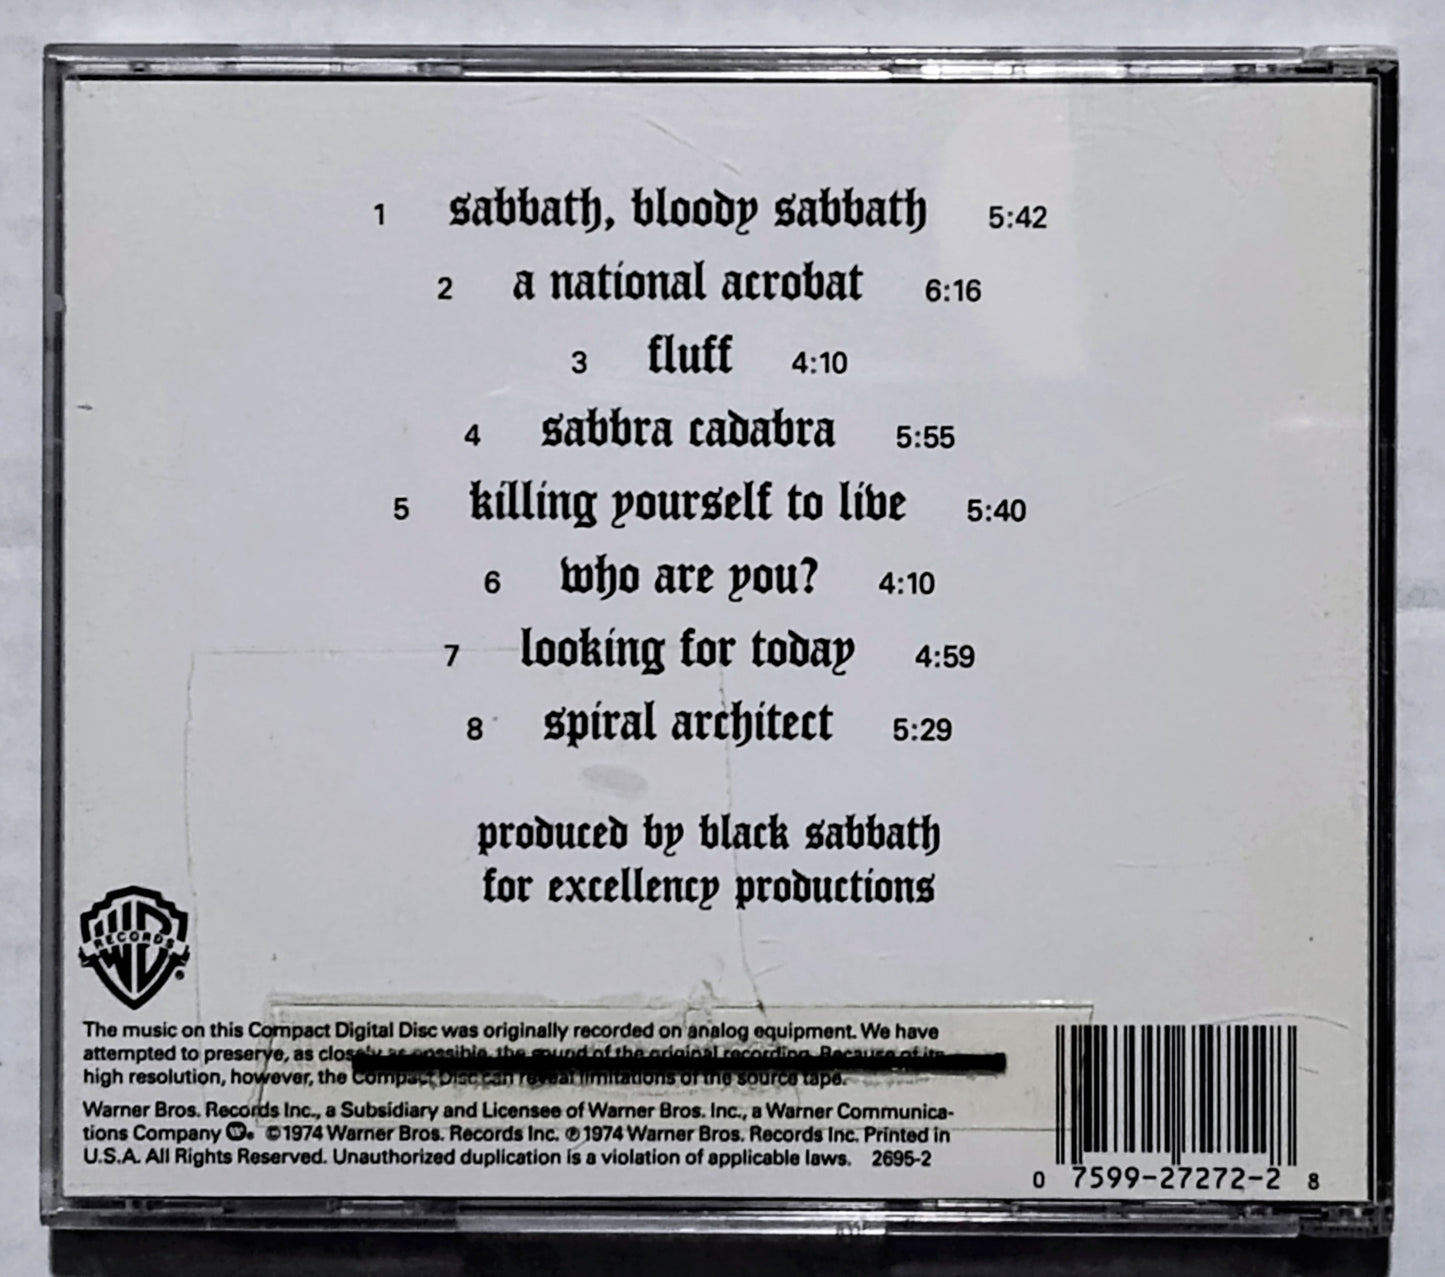 1 sabbath, bloody sabbath 5:42
2 a national acrobat 6:16
3 fluff 4:10
4 sabbra cadabra 5:55
5 killing yourself to live 5:40
6 who are you? 4:10
7 looking for today 4:59
8 spiral architect 5:29
produced by black sabbath
for excellency productions
WB RECORDS ®
The music on this Compact Digital Disc was originally recorded on analog equipment. We have
attempted to preserve, as closely as possible, the sound of the original recording. Because of its
high resolution, however, the Compact Disc can reveal limitations of the source tape.
Warner Bros. Records Inc., a Subsidiary and Licensee of Warner Bros. Inc., a Warner Communica-
tions Company W. ©1974 Warner Bros. Records Inc. ℗1974 Warner Bros. Records Inc. Printed in
U.S.A. All Rights Reserved. Unauthorized duplication is a violation of applicable laws. 2695-2
0 7599-27272-2 8